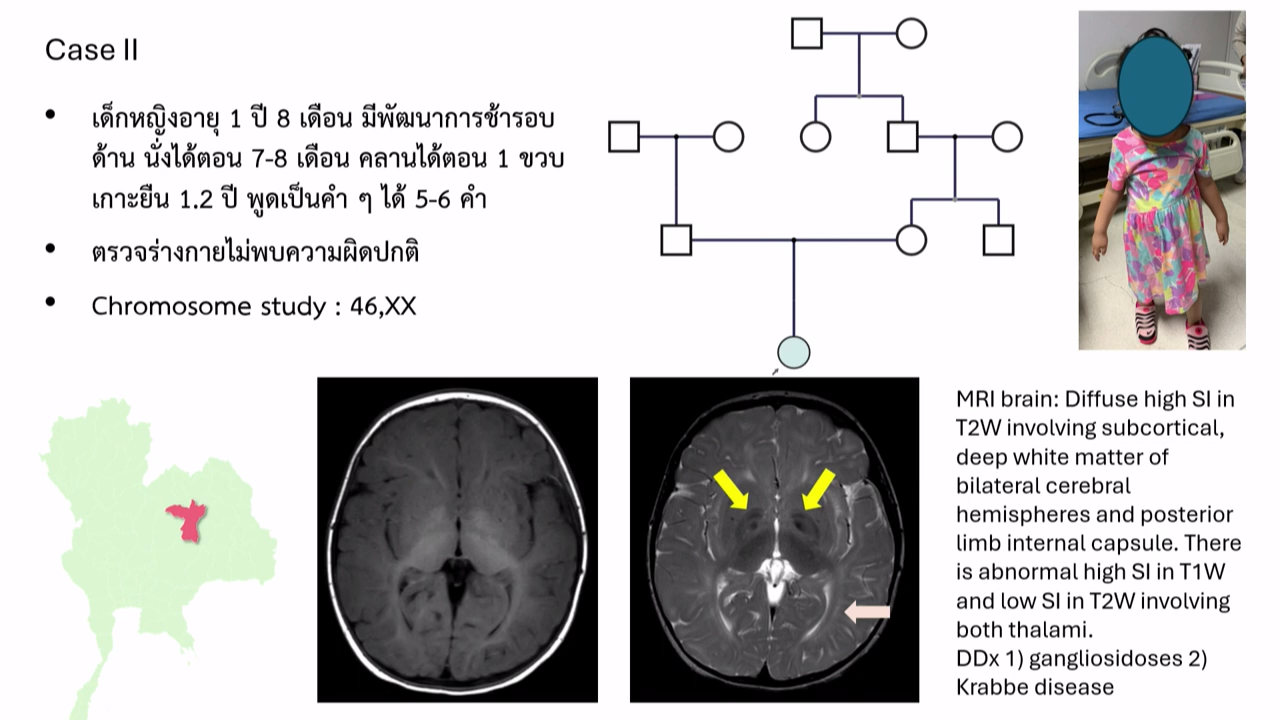 Case II
• เด็กหญิงอายุ 1 ปี 8 เดือน มีพัฒนาการช้ารอบ
ด้าน นั่งได้ตอน 7-8 เดือน คลานได้ตอน 1 ขวบ
เกาะยืน 1.2 ปี พูดเป็นคำ ๆ ได้ 5-6 คำ
• ตรวจร่างกายไม่พบความผิดปกติ
• Chromosome study : 46,XX
MRI brain: Diffuse high SI in
T2W involving subcortical,
deep white matter of
bilateral cerebral
hemispheres and posterior
limb internal capsule. There
is abnormal high SI in T1W
and low SI in T2W involving
both thalami.
DDx 1) gangliosidoses 2)
Krabbe disease